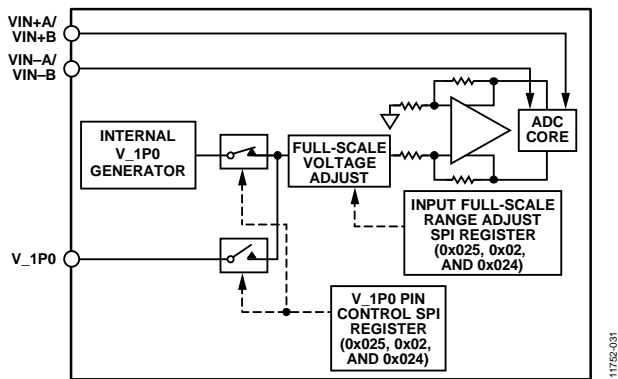 VIN+A/
VIN+B
VIN–A/
VIN–B
INTERNAL
V_1P0
GENERATOR
FULL-SCALE
VOLTAGE
ADJUST
ADC
CORE
INPUT FULL-SCALE
RANGE ADJUST
SPI REGISTER
(0x025, 0x02,
AND 0x024)
V_1P0
V_1P0 PIN
CONTROL SPI
REGISTER
(0x025, 0x02,
AND 0x024)
11752-031